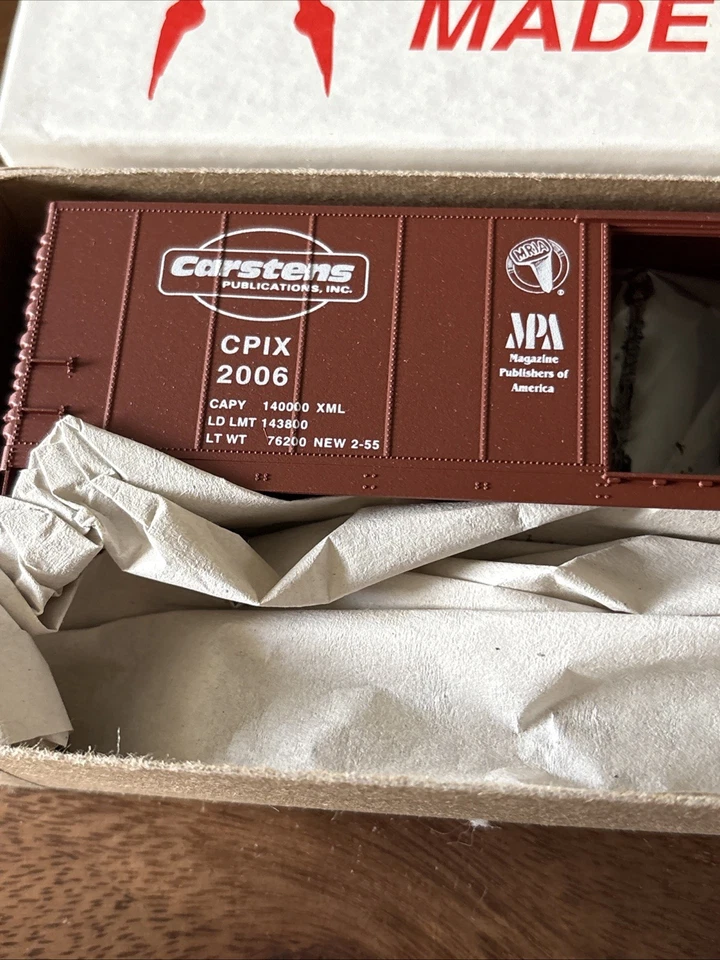 MADE
Carstens
PUBLICATIONS, INC.
CPIX
2006
CAPY 140000 XML
LD LMT 143800
LT WT 76200 NEW 2-55
MRIA
®
MPA
Magazine
Publishers of
America